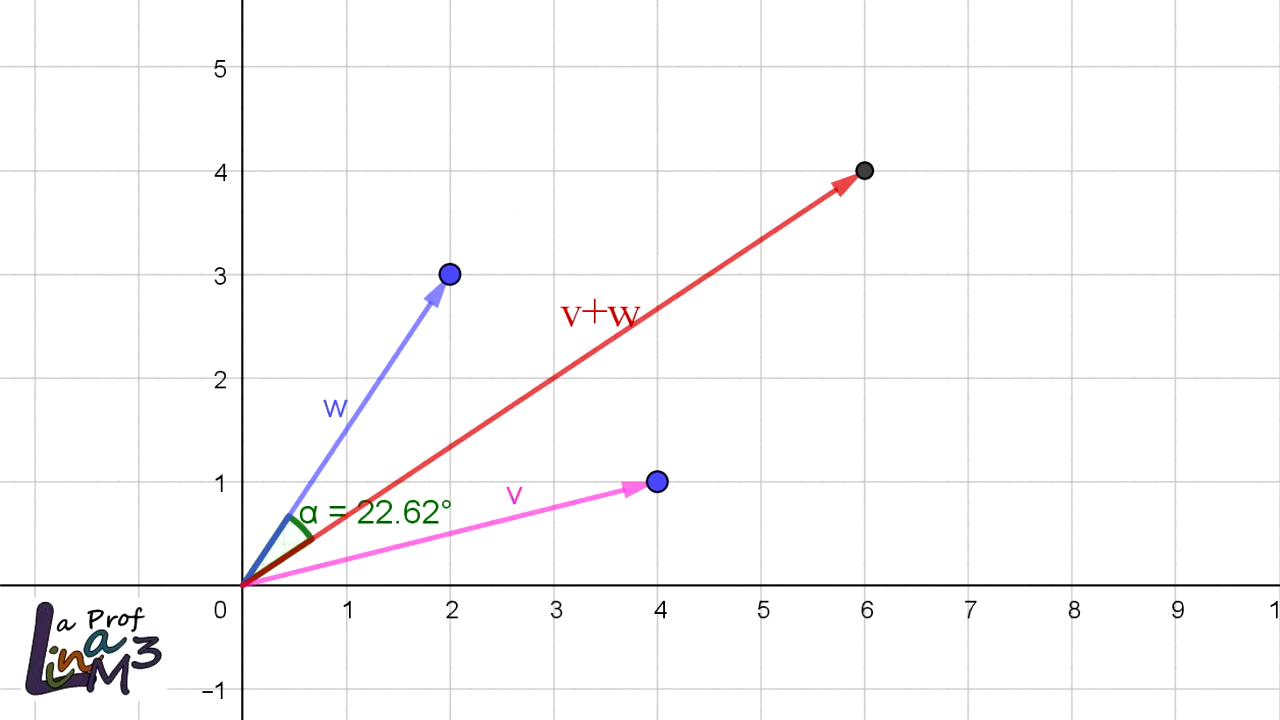 5
4
3
v+w
2
w
1
v
α = 22.62°
0 1 2 3 4 5 6 7 8 9 1
−1
La Prof
Lina M3